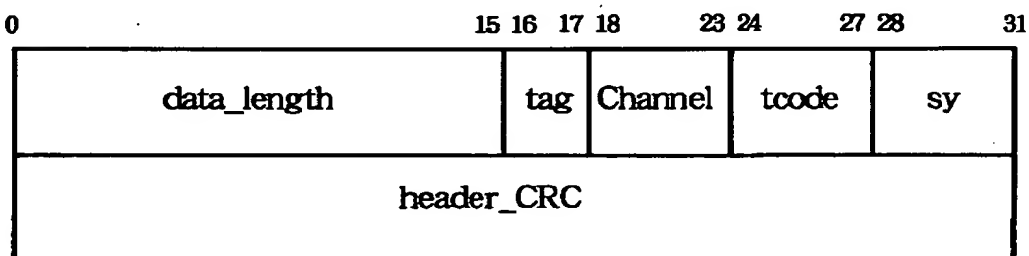 0 15 16 17 18 23 24 27 28 31
data_length tag Channel tcode sy
header_CRC